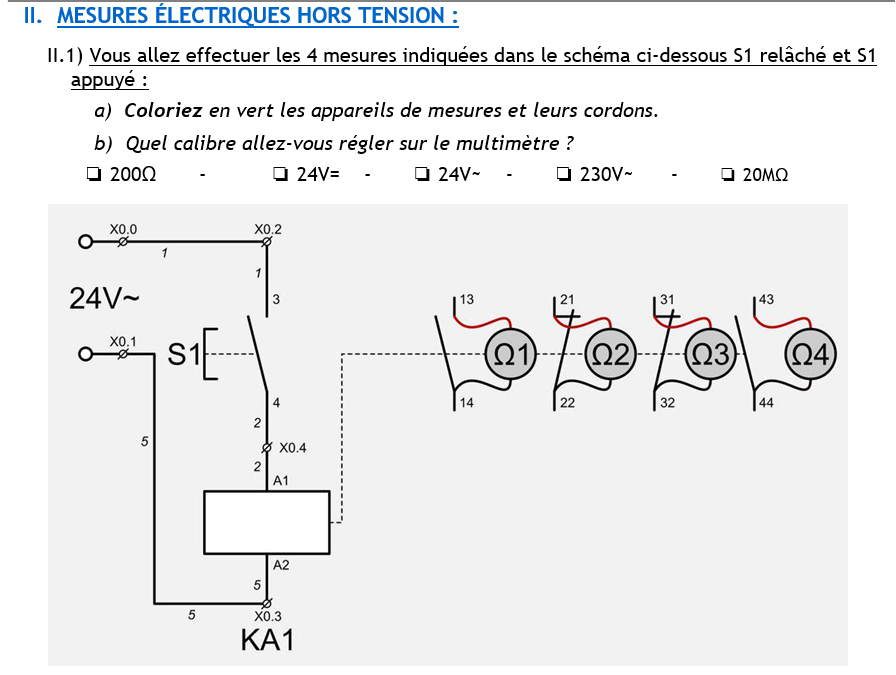 II. MESURES ÉLECTRIQUES HORS TENSION :
II.1) Vous allez effectuer les 4 mesures indiquées dans le schéma ci-dessous S1 relâché et S1
appuyé :
a) Coloriez en vert les appareils de mesures et leurs cordons.
b) Quel calibre allez-vous régler sur le multimètre ?
❏ 200Ω - ❏ 24V= - ❏ 24V~ - ❏ 230V~ - ❏ 20MΩ
X0.0 X0.2
1
1
24V~ 3 13 21 31 43
X0.1
S1 Ω1 Ω2 Ω3 Ω4
4 14 22 32 44
2
5 X0.4
2
A1
A2
5
5 X0.3
KA1